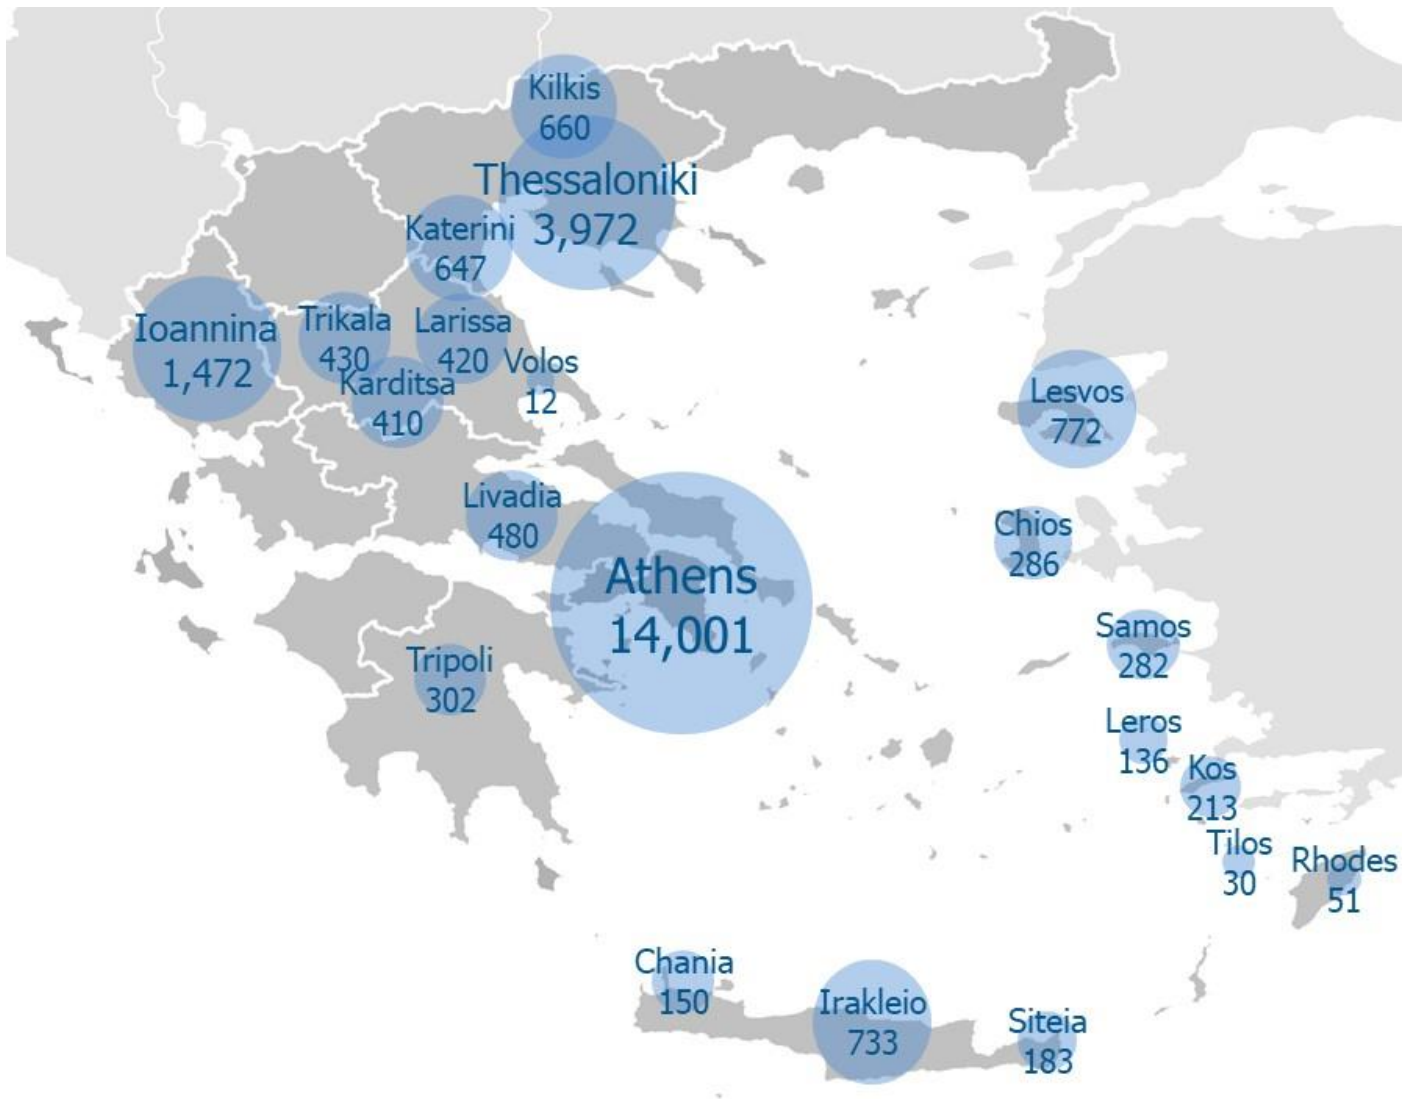 Kilkis
660
Thessaloniki
3,972
Katerini
647
Ioannina
1,472
Trikala
430
Larissa
420
Volos
12
Karditsa
410
Lesvos
772
Livadia
480
Chios
286
Athens
14,001
Samos
282
Tripoli
302
Leros
136
Kos
213
Tilos
30
Rhodes
51
Chania
150
Irakleio
733
Siteia
183